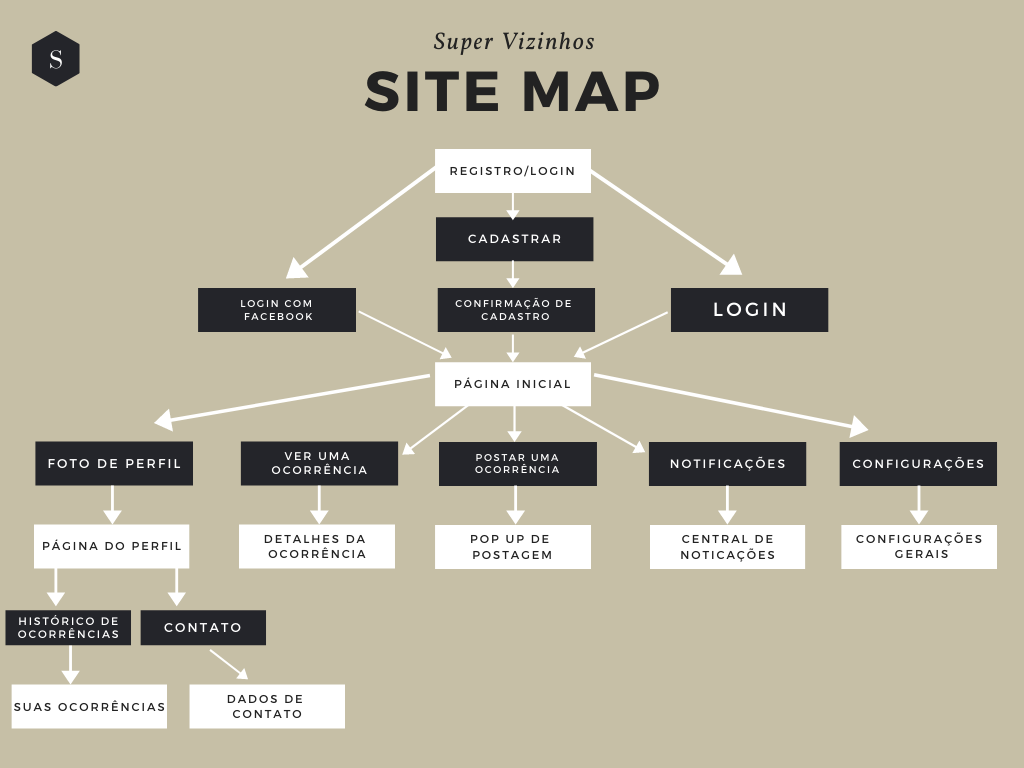 S
Super Vizinhos
SITE MAP
REGISTRO/LOGIN
CADASTRAR
LOGIN COM
FACEBOOK
CONFIRMAÇÃO DE
CADASTRO
LOGIN
PÁGINA INICIAL
FOTO DE PERFIL
VER UMA
OCORRÊNCIA
POSTAR UMA
OCORRÊNCIA
NOTIFICAÇÕES
CONFIGURAÇÕES
PÁGINA DO PERFIL
DETALHES DA
OCORRÊNCIA
POP UP DE
POSTAGEM
CENTRAL DE
NOTICAÇÕES
CONFIGURAÇÕES
GERAIS
HISTÓRICO DE
OCORRÊNCIAS
CONTATO
SUAS OCORRÊNCIAS
DADOS DE
CONTATO